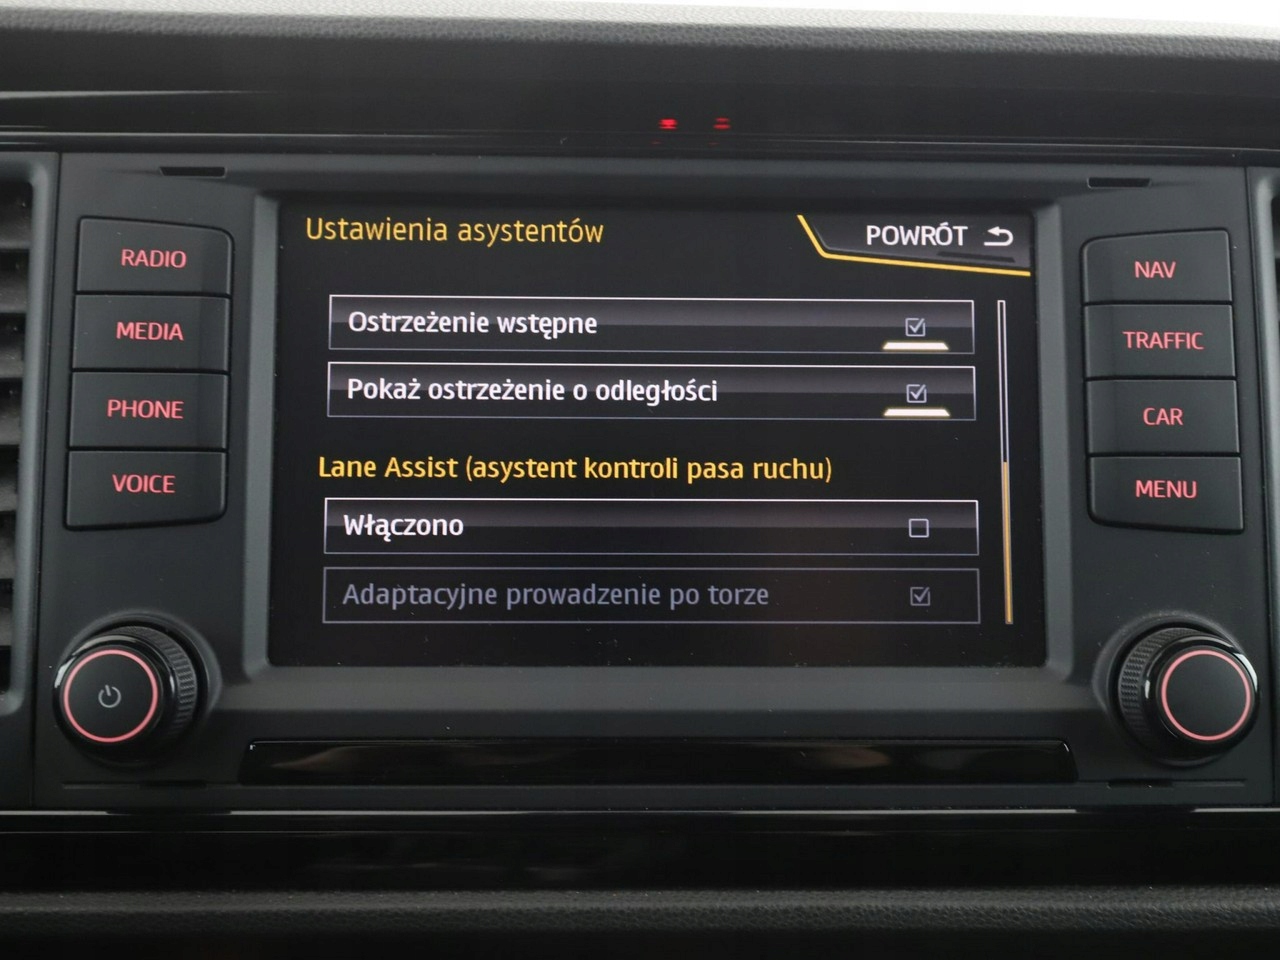 Ustawienia asystentów
POWRÓT
RADIO
MEDIA
PHONE
VOICE
Ostrzeżenie wstępne
Pokaż ostrzeżenie o odległości
Lane Assist (asystent kontroli pasa ruchu)
Włączono
Adaptacyjne prowadzenie po torze
NAV
TRAFFIC
CAR
MENU